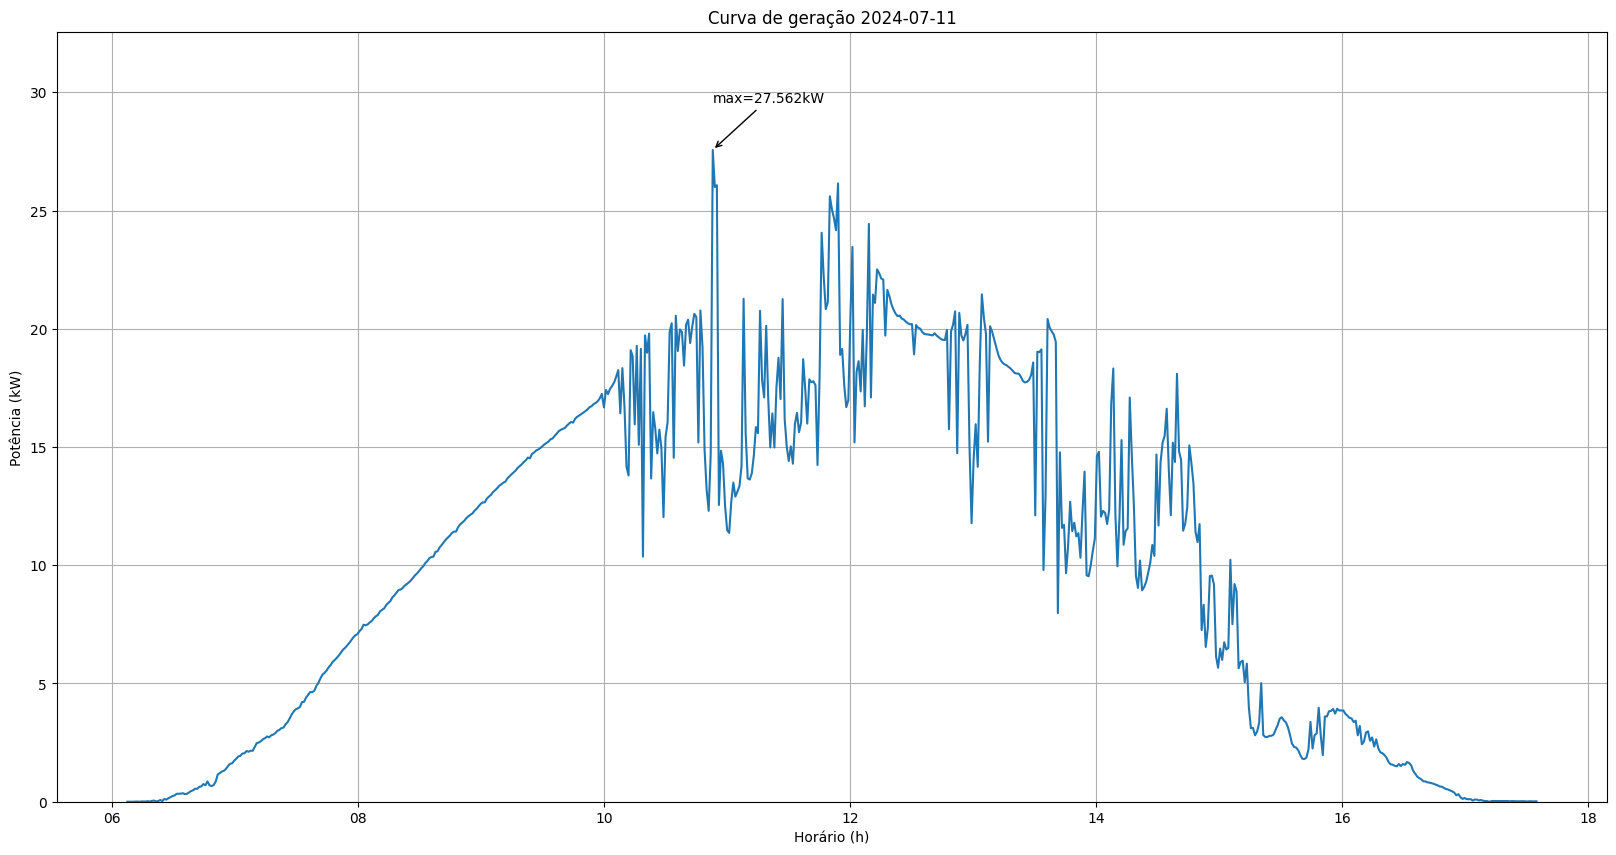 Curva de geração 2024-07-11
30
max=27.562kW
25
20
15
10
5
0
Potência (kW)
06 08 10 12 14 16 18
Horário (h)